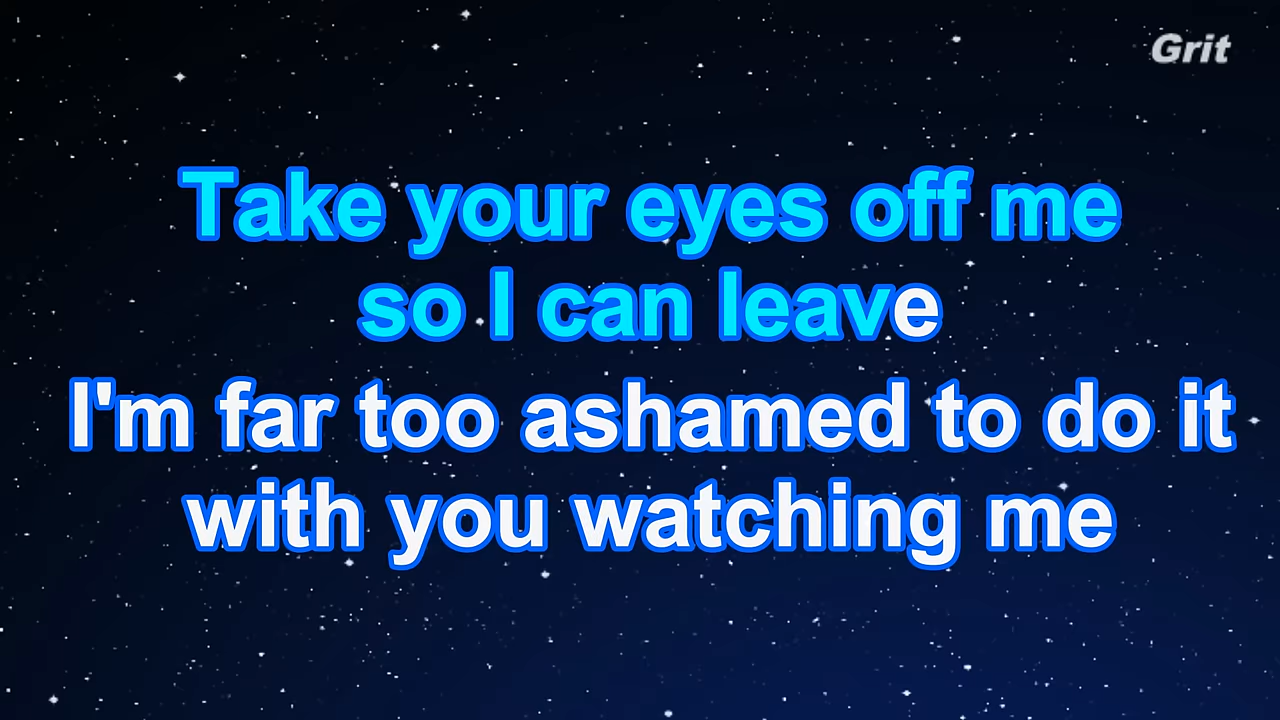 Grit
Take your eyes off me
so I can leave
I'm far too ashamed to do it
with you watching me